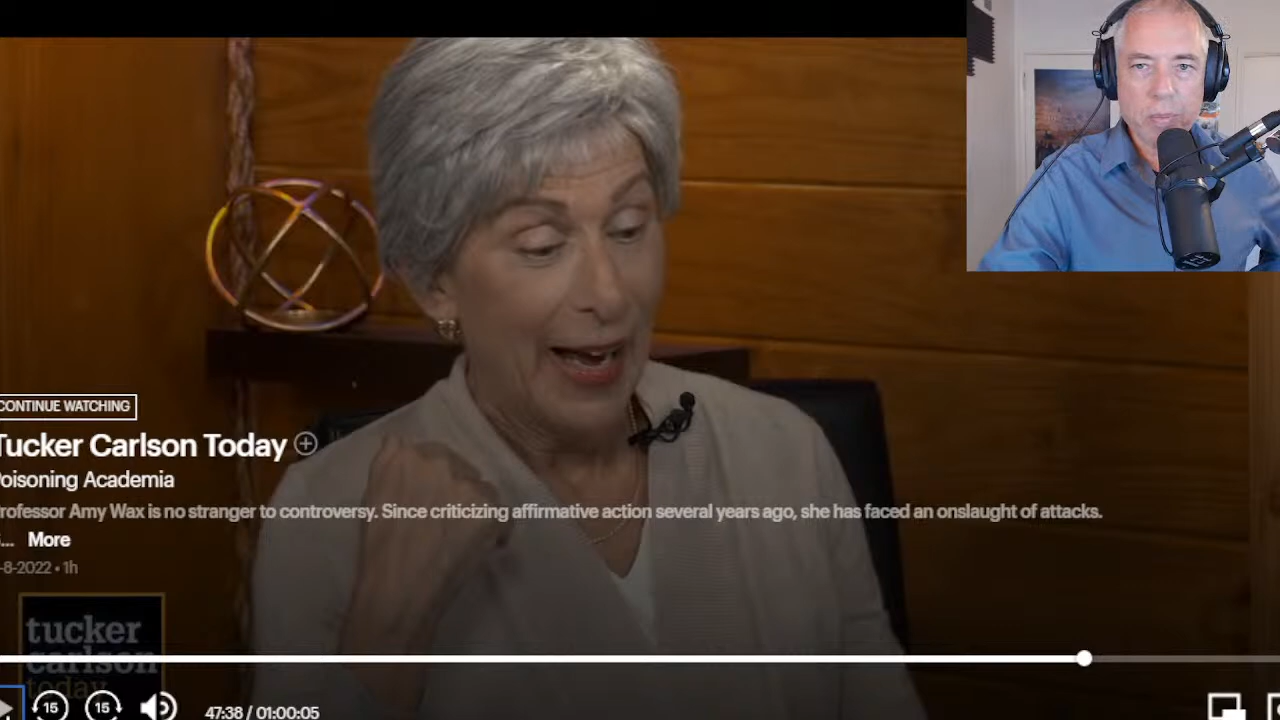 CONTINUE WATCHING
Tucker Carlson Today
Poisoning Academia
Professor Amy Wax is no stranger to controversy. Since criticizing affirmative action several years ago, she has faced an onslaught of attacks.
... More
-8-2022 • 1h
tucker
carlson
today
15 15 47:38 / 01:00:05